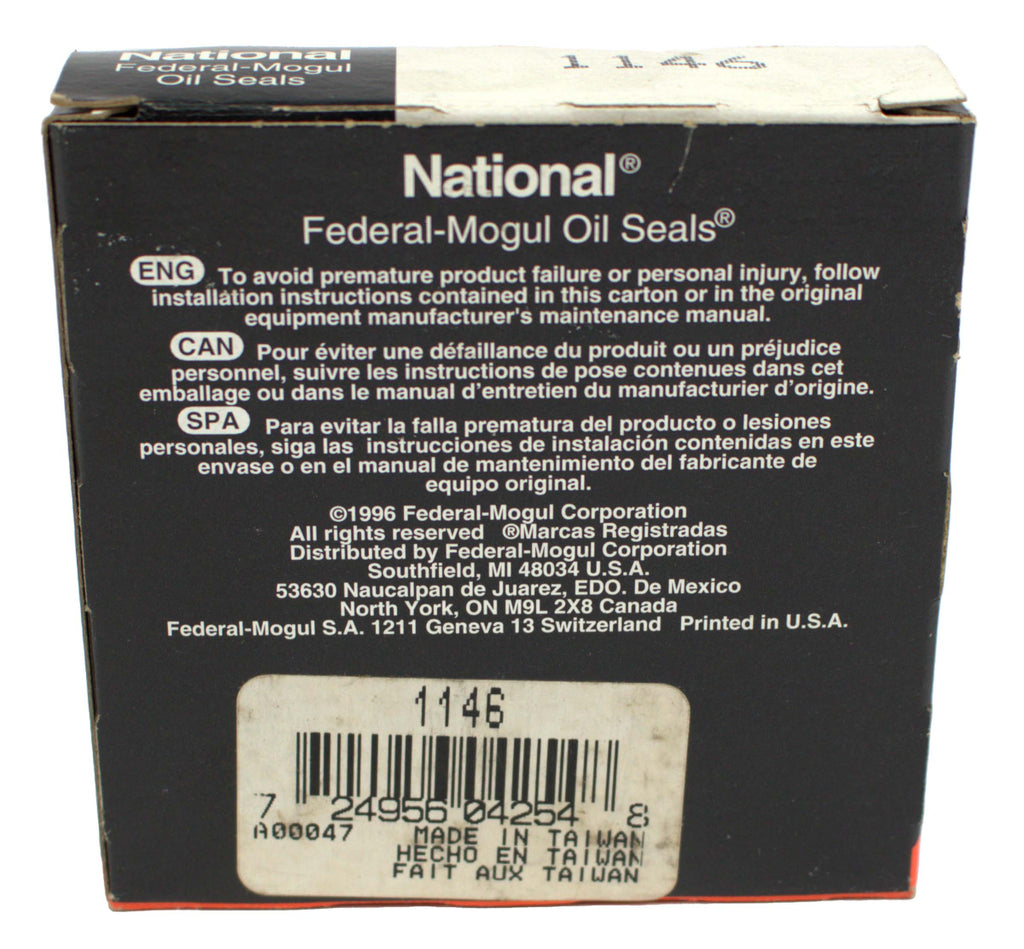 National
Federal-Mogul
Oil Seals
1146
National®
Federal-Mogul Oil Seals®
ENG To avoid premature product failure or personal injury, follow
installation instructions contained in this carton or in the original
equipment manufacturer's maintenance manual.
CAN Pour éviter une défaillance du produit ou un préjudice
personnel, suivre les instructions de pose contenues dans cet
emballage ou dans le manual d'entretien du manufacturier d'origine.
SPA Para evitar la falla prematura del producto o lesiones
personales, siga las instrucciones de instalación contenidas en este
envase o en el manual de mantenimiento del fabricante de
equipo original.
©1996 Federal-Mogul Corporation
All rights reserved ®Marcas Registradas
Distributed by Federal-Mogul Corporation
Southfield, MI 48034 U.S.A.
53630 Naucalpan de Juarez, EDO. De Mexico
North York, ON M9L 2X8 Canada
Federal-Mogul S.A. 1211 Geneva 13 Switzerland Printed in U.S.A.
1146
7 24956 04254 8
A00047 MADE IN TAIWAN
HECHO EN TAIWAN
FAIT AUX TAIWAN